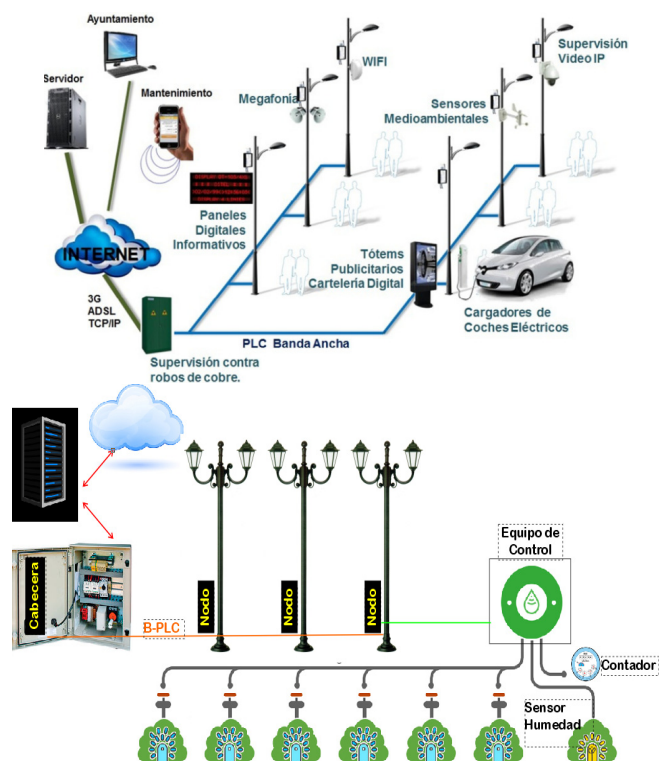 Ayuntamiento
Servidor
Mantenimiento
WIFI
Megafonía
Supervisión
Video IP
Sensores
Medioambientales
Paneles
Digitales
Informativos
INTERNET
3G
ADSL
TCP/IP
Tótems
Publicitarios
Cartelería Digital
Cargadores de
Coches Eléctricos
PLC Banda Ancha
Supervisión contra
robos de cobre.
Equipo de
Control
Cabecera
B-PLC
Nodo
Nodo
Nodo
Contador
Sensor
Humedad